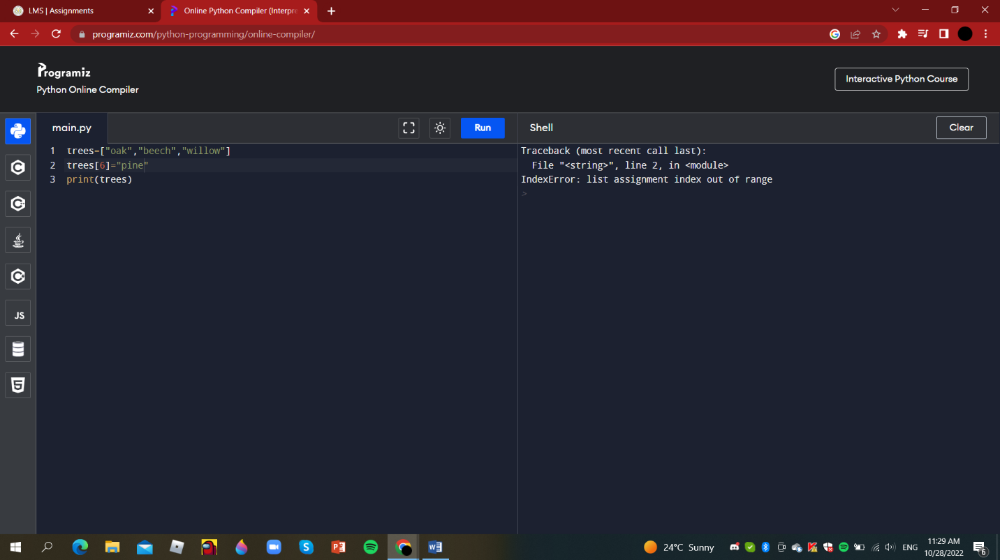 LMS | Assignments
Online Python Compiler (Interpre
programiz.com/python-programming/online-compiler/
Programiz
Python Online Compiler
Interactive Python Course
main.py
Run
Shell
Clear
1 trees=["oak","beech","willow"]
2 trees[6]="pine"
3 print(trees)
Traceback (most recent call last):
File "<string>", line 2, in <module>
IndexError: list assignment index out of range
>
JS
24°C Sunny
ENG
11:29 AM
10/28/2022
6